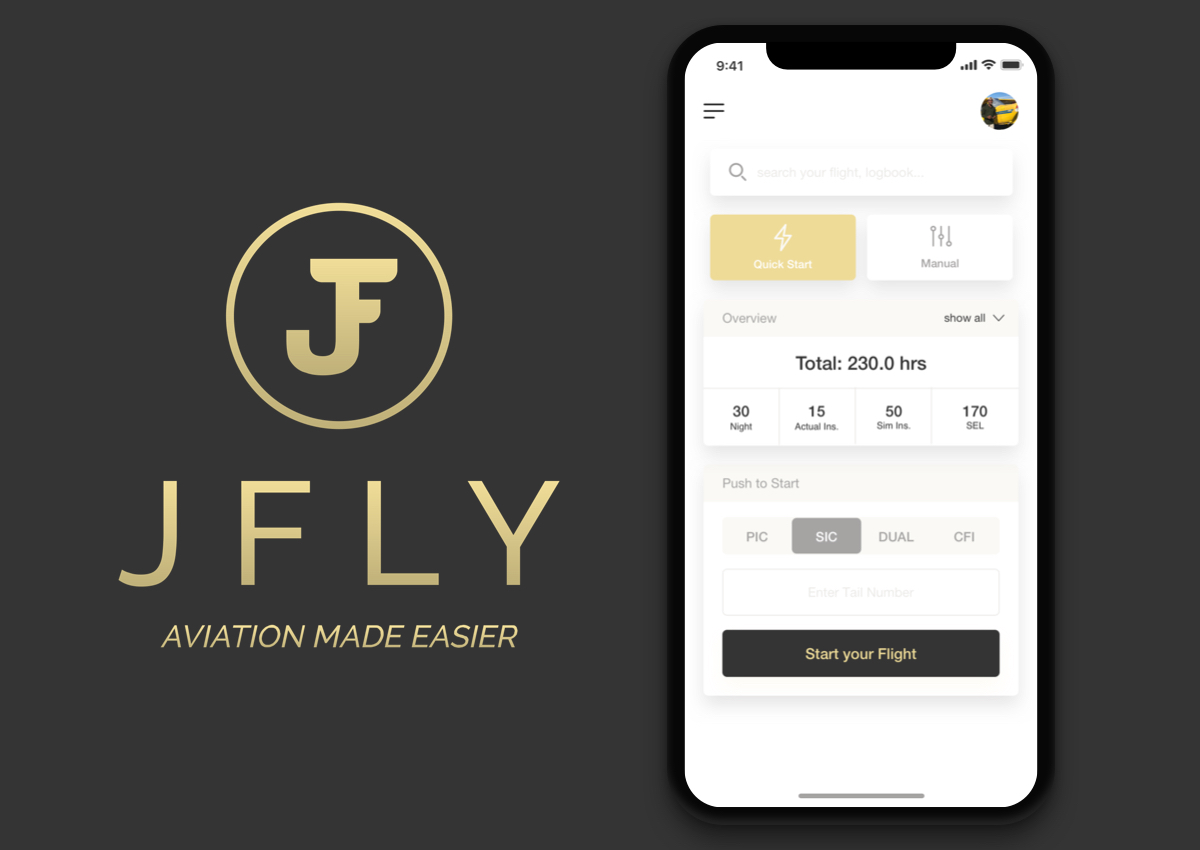 JF
JFLY
AVIATION MADE EASIER
9:41
search your flight, logbook...
Quick Start
Manual
Overview
show all
Total: 230.0 hrs
30
15
50
170
Night
Actual Ins.
Sim Ins.
SEL
Push to Start
PIC
SIC
DUAL
CFI
Enter Tail Number
Start your Flight